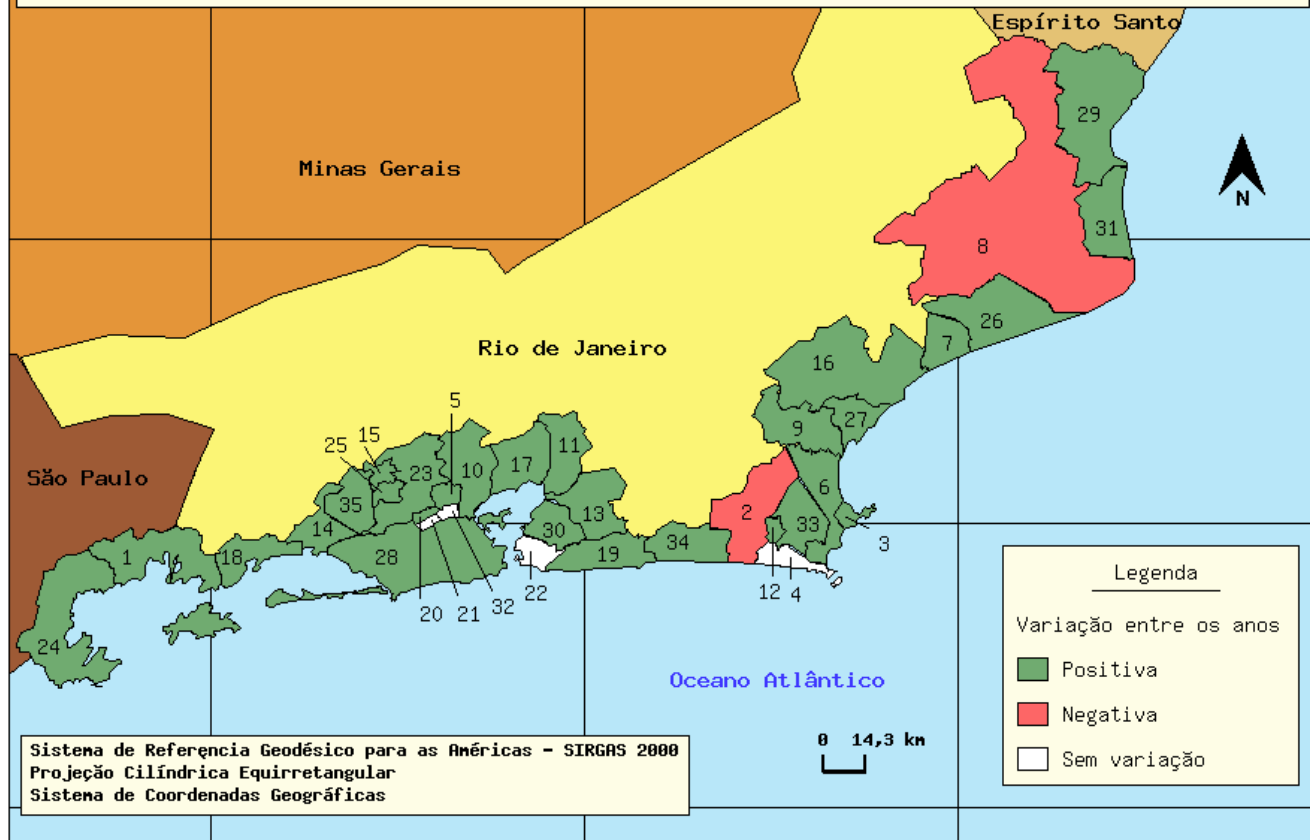 Espírito Santo
29
Minas Gerais
N
31
8
26
7
Rio de Janeiro
16
5
27
15
9
25
11
23
10
17
São Paulo
6
35
2
13
33
14
30
3
1
18
28
19
34
22
12
4
20
21
32
24
Legenda
Variação entre os anos
Positiva
Negativa
Sem variação
Oceano Atlântico
0 14,3 km
Sistema de Referençia Geodésico para as Américas - SIRGAS 2000
Projeção Cilíndrica Equirretangular
Sistema de Coordenadas Geográficas